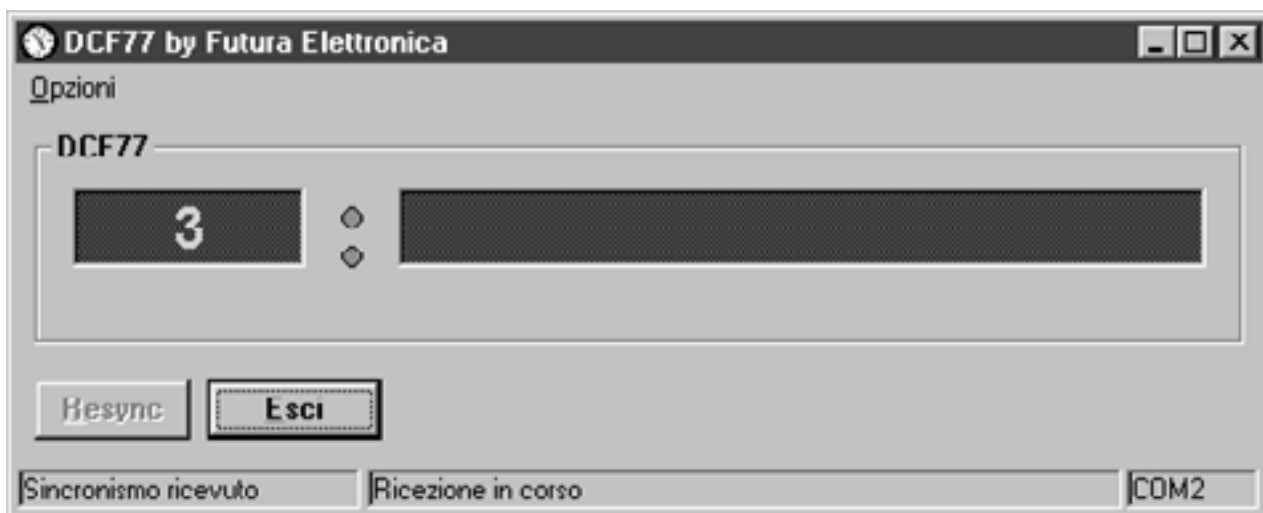 DCF77 by Futura Elettronica
Opzioni
DCF77
3
Resync Esci
Sincronismo ricevuto Ricezione in corso COM2